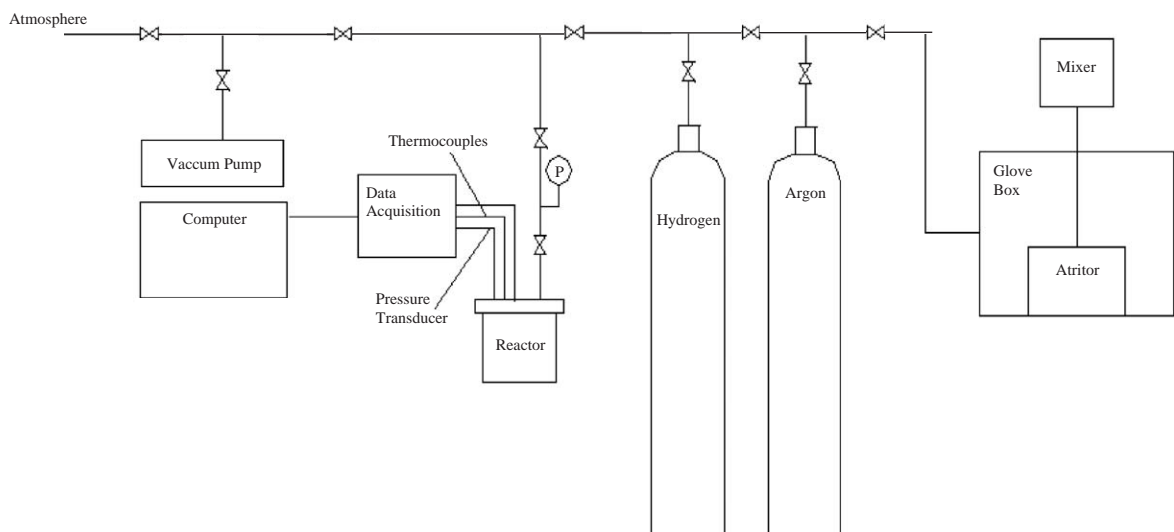 Atmosphere
Mixer
Vaccum Pump
Thermocouples
P
Glove
Box
Data
Acquisition
Computer
Hydrogen
Argon
Atritor
Pressure
Transducer
Reactor